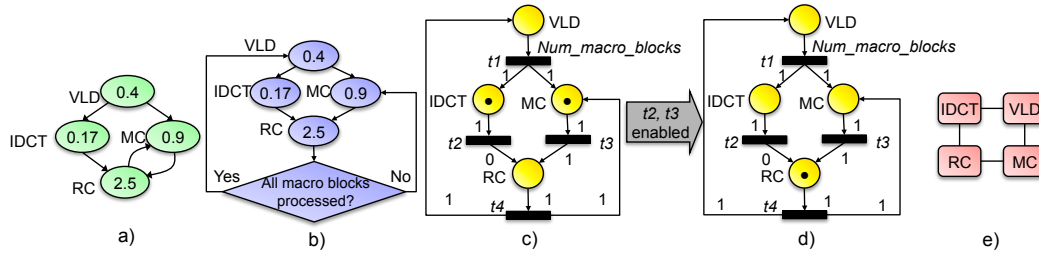 VLD
0.4
IDCT
0.17
MC
0.9
RC
2.5
a)
VLD
0.4
IDCT
0.17
MC
0.9
RC
2.5
Yes
All macro blocks
processed?
No
b)
VLD
Num_macro_blocks
t1
1
1
IDCT
MC
1
1
t2
t3
0
1
RC
1
1
1
t4
c)
t2, t3
enabled
VLD
Num_macro_blocks
t1
1
1
IDCT
MC
1
1
t2
t3
0
1
RC
1
1
1
t4
d)
IDCT
VLD
RC
MC
e)